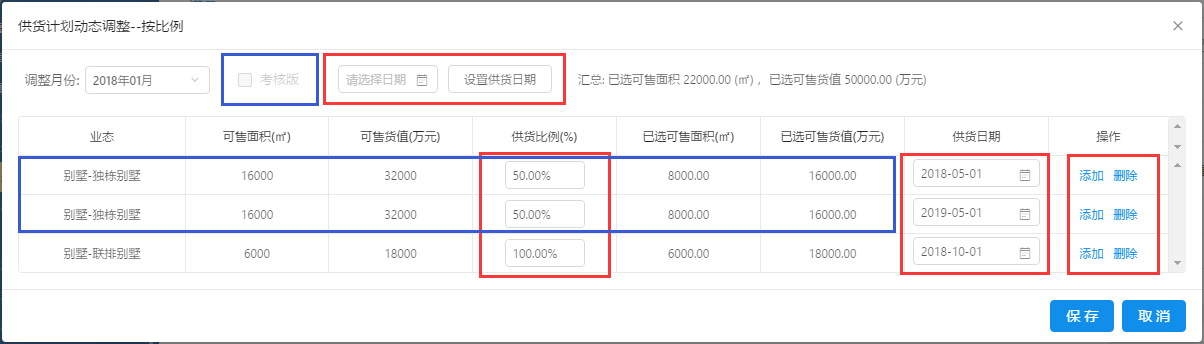 供货计划动态调整--按比例
调整月份: 2018年01月 考核版 请选择日期 设置供货日期 汇总: 已选可售面积 22000.00 (㎡) ， 已选可售货值 50000.00 (万元)
业态 可售面积(㎡) 可售货值(万元) 供货比例(%) 已选可售面积(㎡) 已选可售货值(万元) 供货日期 操作
别墅-独栋别墅 16000 32000 50.00% 8000.00 16000.00 2018-05-01 添加 删除
别墅-独栋别墅 16000 32000 50.00% 8000.00 16000.00 2019-05-01 添加 删除
别墅-联排别墅 6000 18000 100.00% 6000.00 18000.00 2018-10-01 添加 删除
保存 取消